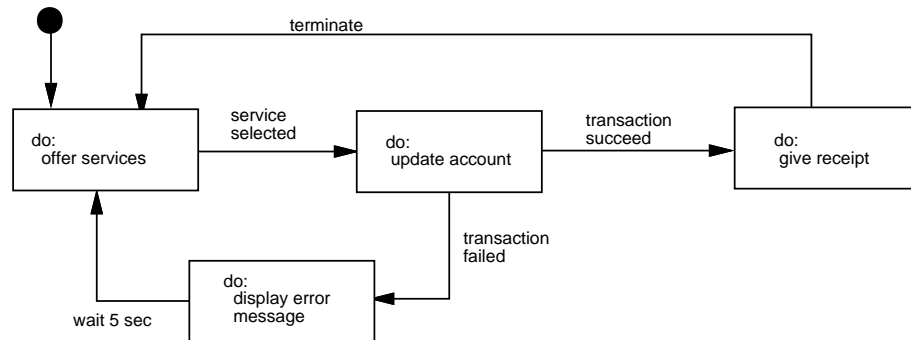 terminate
do:
offer services
service
selected
do:
update account
transaction
succeed
do:
give receipt
transaction
failed
do:
display error
message
wait 5 sec